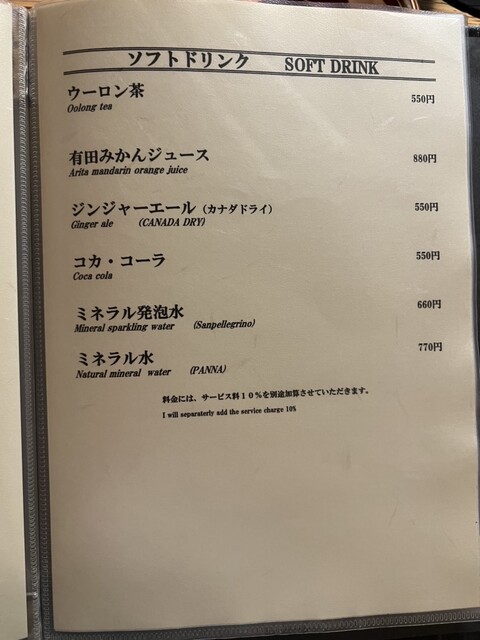 ソフトドリンク SOFT DRINK
ウーロン茶 550円
Oolong tea
有田みかんジュース 880円
Arita mandarin orange juice
ジンジャーエール（カナダドライ） 550円
Ginger ale (CANADA DRY)
コカ・コーラ 550円
Coca cola
ミネラル発泡水 660円
Mineral sparkling water (Sanpellegrino)
ミネラル水 770円
Natural mineral water (PANNA)
料金には、サービス料１０％を別途加算させていただきます。
I will separaterly add the service charge 10%